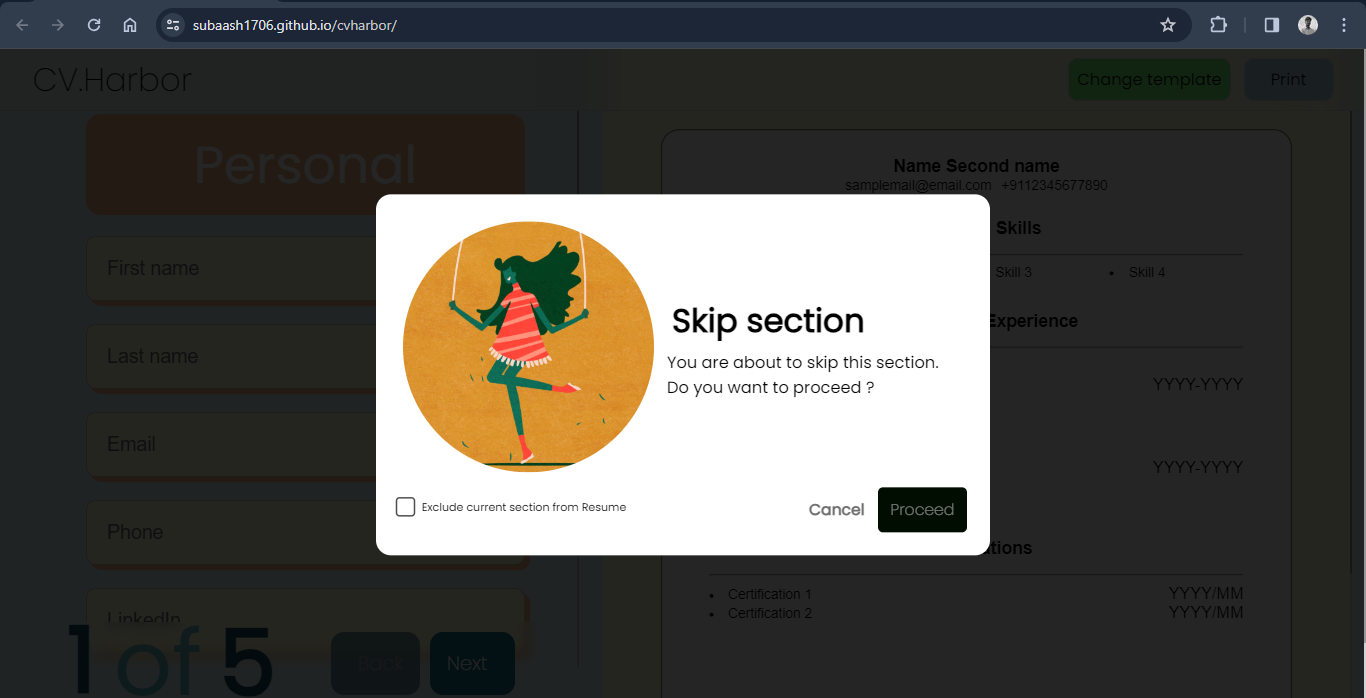 subaash1706.github.io/cvharbor/
CV.Harbor
Change template
Print
Personal
First name
Last name
Email
Phone
LinkedIn
1 of 5
Back
Next
Name Second name
samplemail@email.com +9112345677890
Skills
Skill 3
• Skill 4
Experience
YYYY-YYYY
YYYY-YYYY
ations
• Certification 1 YYYY/MM
• Certification 2 YYYY/MM
Skip section
You are about to skip this section.
Do you want to proceed ?
Exclude current section from Resume
Cancel
Proceed